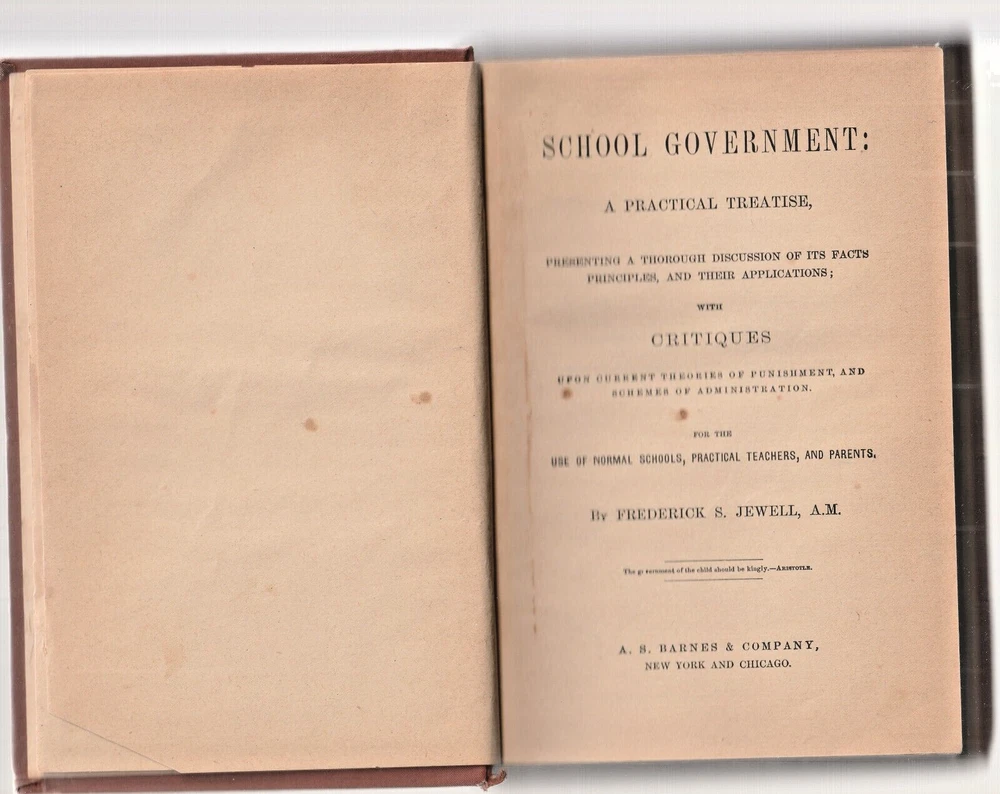 SCHOOL GOVERNMENT:
A PRACTICAL TREATISE,
PRESENTING A THOROUGH DISCUSSION OF ITS FACTS
PRINCIPLES, AND THEIR APPLICATIONS;
WITH
CRITIQUES
UPON CURRENT THEORIES OF PUNISHMENT, AND
SCHEMES OF ADMINISTRATION.
FOR THE
USE OF NORMAL SCHOOLS, PRACTICAL TEACHERS, AND PARENTS.
By FREDERICK S. JEWELL, A.M.
The of the child should be kingly.—ARISTOTLE.
A. S. BARNES & COMPANY,
NEW YORK AND CHICAGO.